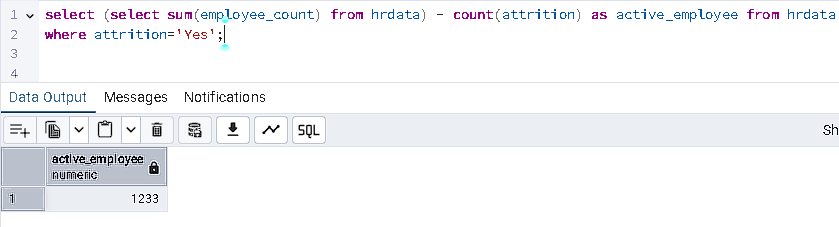 1 select (select sum(employee_count) from hrdata) - count(attrition) as active_employee from hrdata
2 where attrition='Yes';
3
4
Data Output Messages Notifications
SQL Sh
active_employee
numeric
1 1233